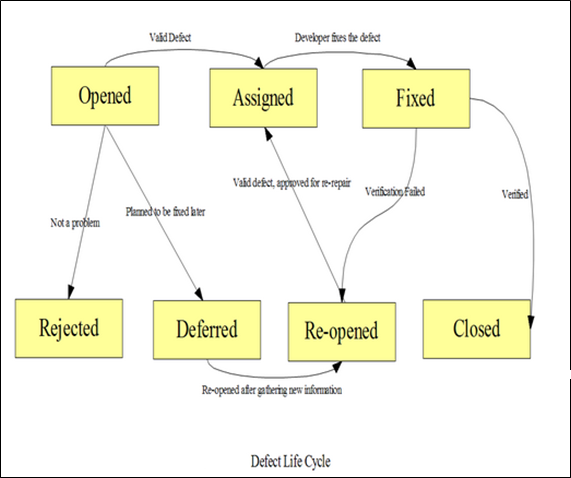 Valid Defect
Developer fixes the defect
Opened
Assigned
Fixed
Valid defect, approved for re-repair
Verification Failed
Verified
Planned to be fixed later
Not a problem
Rejected
Deferred
Re-opened
Closed
Re-opened after gathering new information
Defect Life Cycle